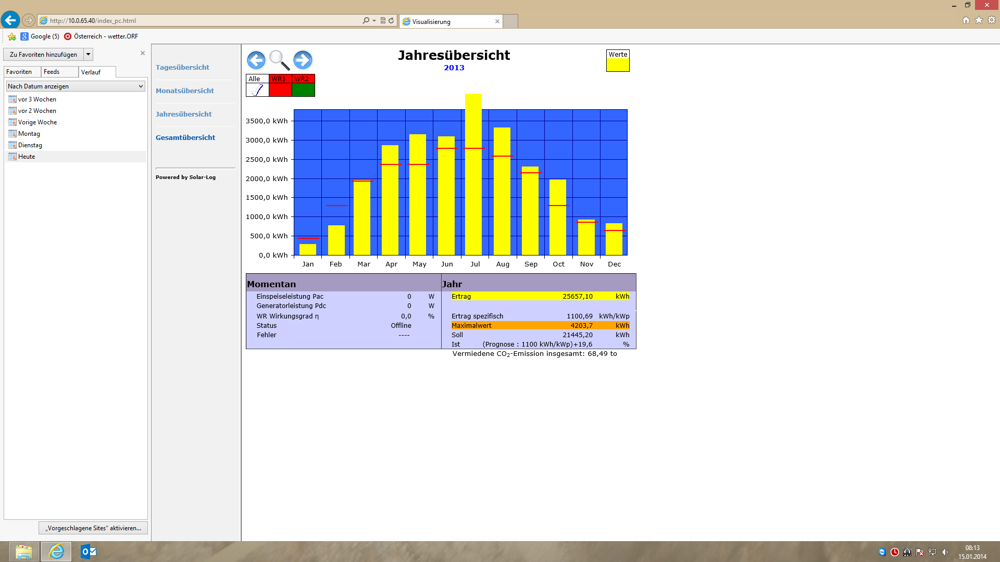 http://10.0.65.40/index_pc.html
Visualisierung
Google (5)
Österreich - wetter.ORF
Zu Favoriten hinzufügen
Favoriten Feeds Verlauf
Nach Datum anzeigen
vor 3 Wochen
vor 2 Wochen
Vorige Woche
Montag
Dienstag
Heute
„Vorgeschlagene Sites“ aktivieren...
Tagesübersicht
Monatsübersicht
Jahresübersicht
Gesamtübersicht
Powered by Solar-Log
Jahresübersicht
2013
Werte
Alle WR1 WR2
3500,0 kWh
3000,0 kWh
2500,0 kWh
2000,0 kWh
1500,0 kWh
1000,0 kWh
500,0 kWh
0,0 kWh
Jan Feb Mar Apr May Jun Jul Aug Sep Oct Nov Dec
Momentan
Einspeiseleistung Pac 0 W
Generatorleistung Pdc 0 W
WR Wirkungsgrad η 0,0 %
Status Offline
Fehler ----
Jahr
Ertrag 25657,10 kWh
Ertrag spezifisch 1100,69 kWh/kWp
Maximalwert 4203,7 kWh
Soll 21445,20 kWh
Ist (Prognose : 1100 kWh/kWp)+19,6 %
Vermiedene CO₂-Emission insgesamt: 68,49 to
08:13
15.01.2014